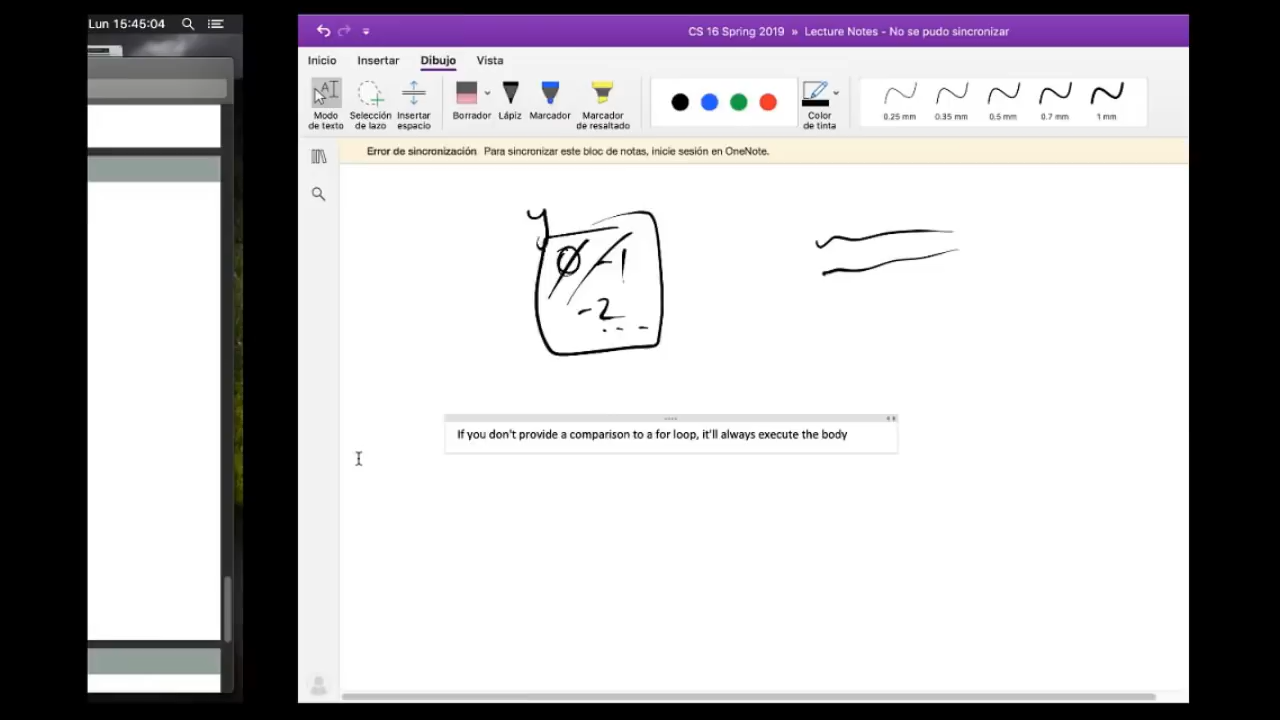 Lun 15:45:04
CS 16 Spring 2019 » Lecture Notes - No se pudo sincronizar
Inicio Insertar Dibujo Vista
Modo de texto
Selección de lazo
Insertar espacio
Borrador
Lápiz
Marcador
Marcador de resaltado
Color de tinta
0.25 mm 0.35 mm 0.5 mm 0.7 mm 1 mm
Error de sincronización Para sincronizar este bloc de notas, inicie sesión en OneNote.
y
0 -1
-2
...
If you don't provide a comparison to a for loop, it'll always execute the body